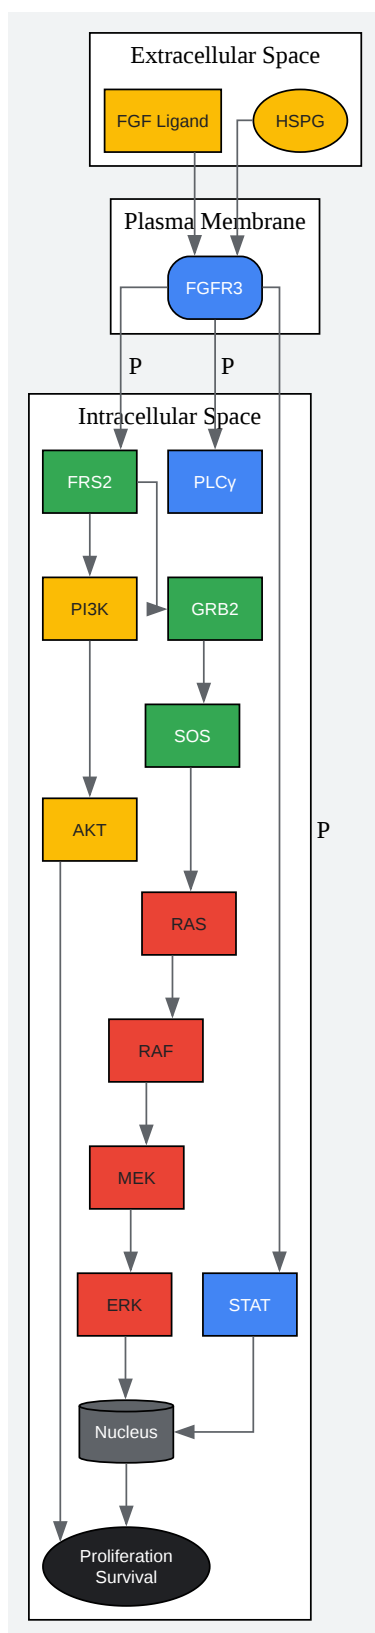 Extracellular Space
FGF Ligand
HSPG
Plasma Membrane
FGFR3
P
P
Intracellular Space
FRS2
PLCγ
PI3K
GRB2
SOS
AKT
P
RAS
RAF
MEK
ERK
STAT
Nucleus
Proliferation
Survival